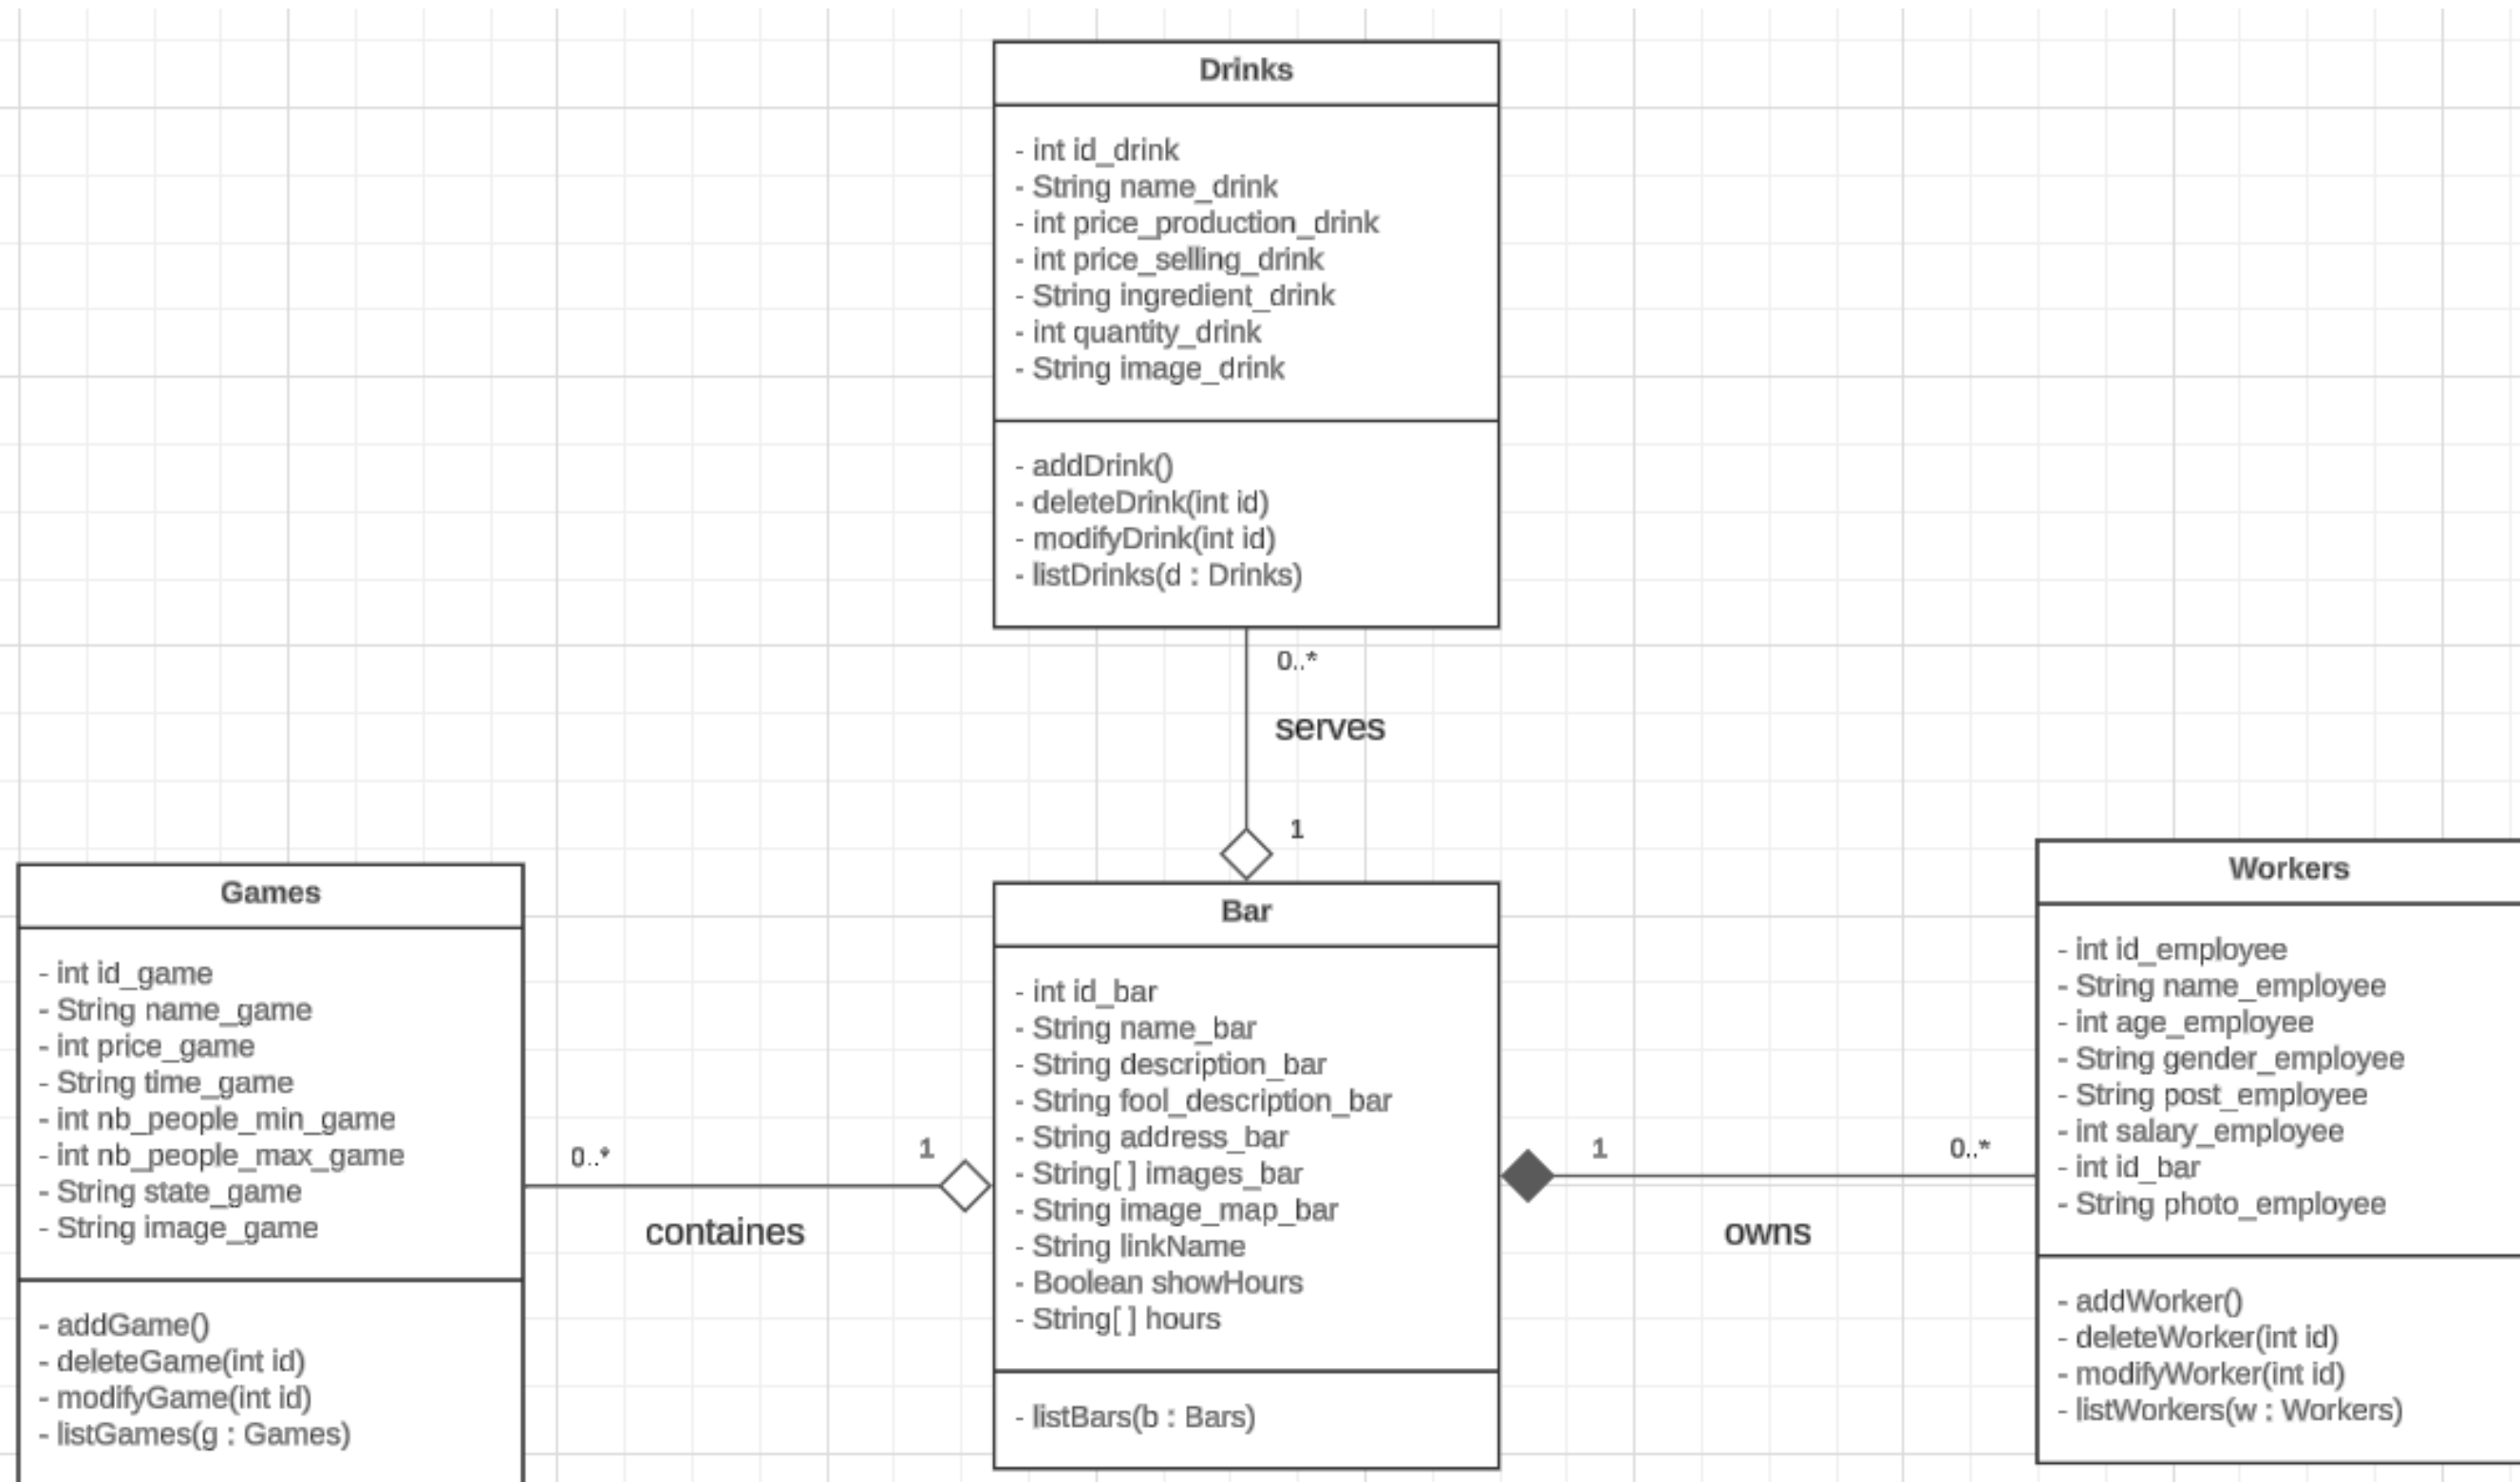 Drinks
- int id_drink
- String name_drink
- int price_production_drink
- int price_selling_drink
- String ingredient_drink
- int quantity_drink
- String image_drink
- addDrink()
- deleteDrink(int id)
- modifyDrink(int id)
- listDrinks(d : Drinks)
0..*
serves
1
Games
- int id_game
- String name_game
- int price_game
- String time_game
- int nb_people_min_game
- int nb_people_max_game
- String state_game
- String image_game
- addGame()
- deleteGame(int id)
- modifyGame(int id)
- listGames(g : Games)
0..*
1
containes
Bar
- int id_bar
- String name_bar
- String description_bar
- String fool_description_bar
- String address_bar
- String[ ] images_bar
- String image_map_bar
- String linkName
- Boolean showHours
- String[ ] hours
- listBars(b : Bars)
1
0..*
owns
Workers
- int id_employee
- String name_employee
- int age_employee
- String gender_employee
- String post_employee
- int salary_employee
- int id_bar
- String photo_employee
- addWorker()
- deleteWorker(int id)
- modifyWorker(int id)
- listWorkers(w : Workers)